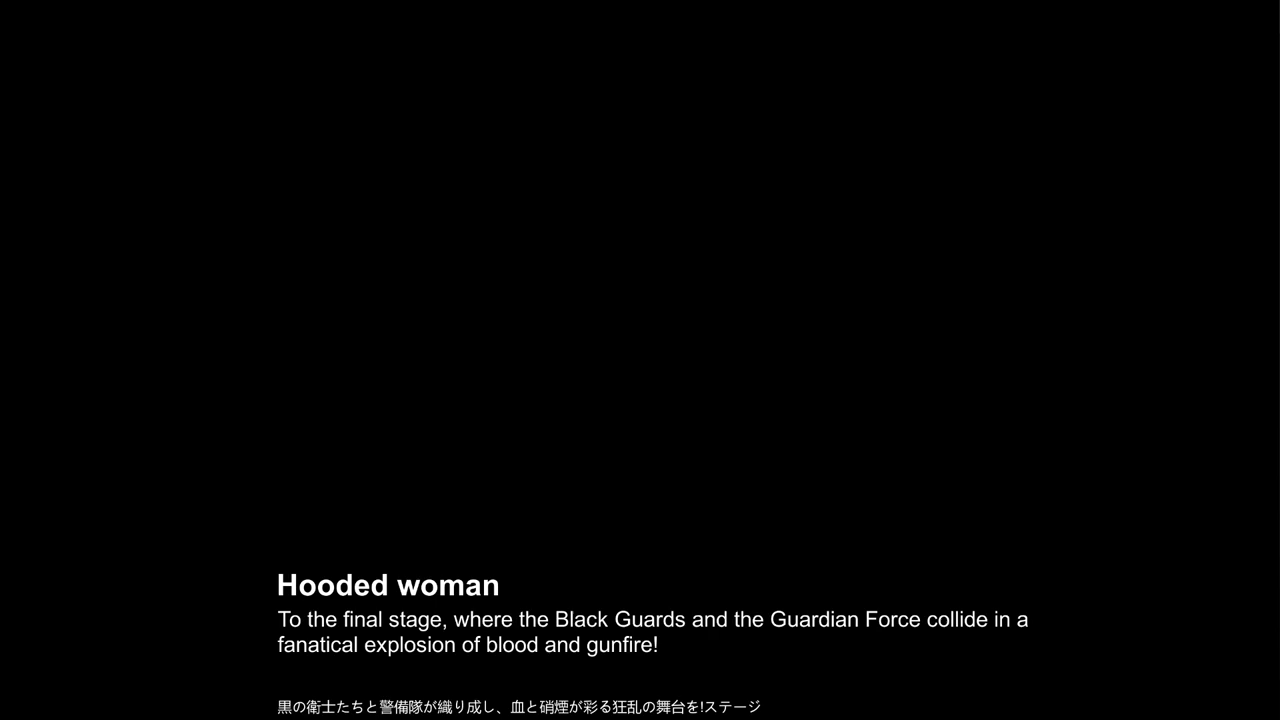 Hooded woman
To the final stage, where the Black Guards and the Guardian Force collide in a
fanatical explosion of blood and gunfire!
黒の衛士たちと警備隊が織り成し、血と硝煙が彩る狂乱の舞台を!ステージ